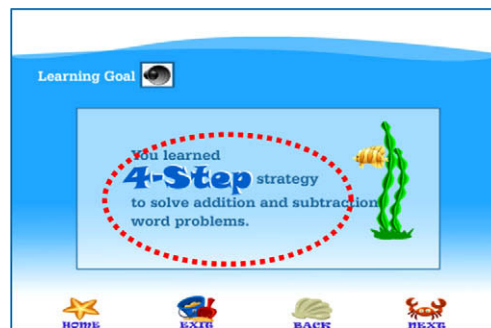 Learning Goal
You learned
4-Step strategy
to solve addition and subtraction
word problems.
HOME EXIT BACK NEXT